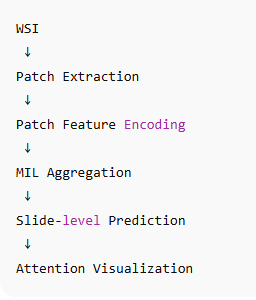 WSI
↓
Patch Extraction
↓
Patch Feature Encoding
↓
MIL Aggregation
↓
Slide-level Prediction
↓
Attention Visualization